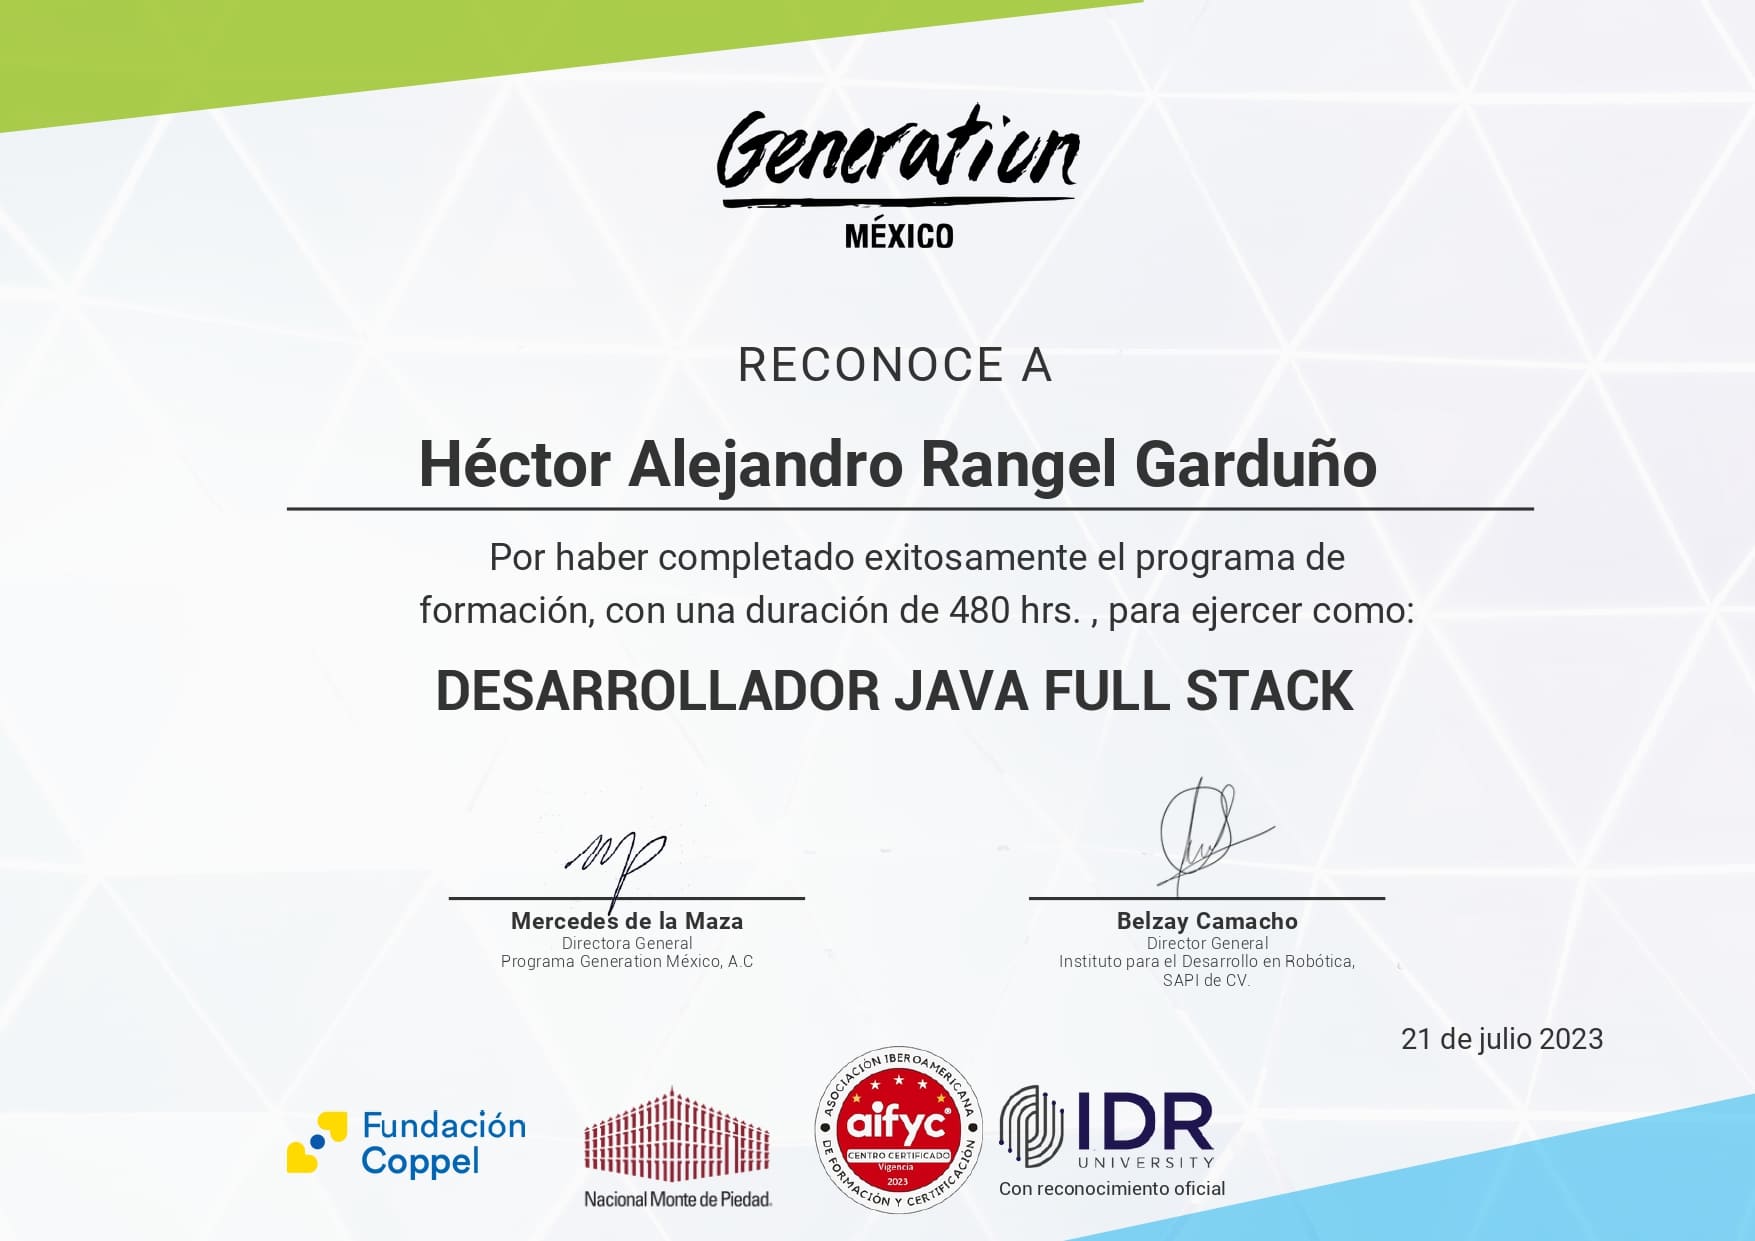 Generation
MÉXICO
RECONOCE A
Héctor Alejandro Rangel Garduño
Por haber completado exitosamente el programa de
formación, con una duración de 480 hrs. , para ejercer como:
DESARROLLADOR JAVA FULL STACK
Mercedes de la Maza
Directora General
Programa Generation México, A.C
Belzay Camacho
Director General
Instituto para el Desarrollo en Robótica,
SAPI de CV.
21 de julio 2023
Fundación
Coppel
Nacional Monte de Piedad.
ASOCIACIÓN IBEROAMERICANA
aifyc®
CENTRO CERTIFICADO
Vigencia
2023
DE FORMACIÓN Y CERTIFICACIÓN
IDR
UNIVERSITY
Con reconocimiento oficial